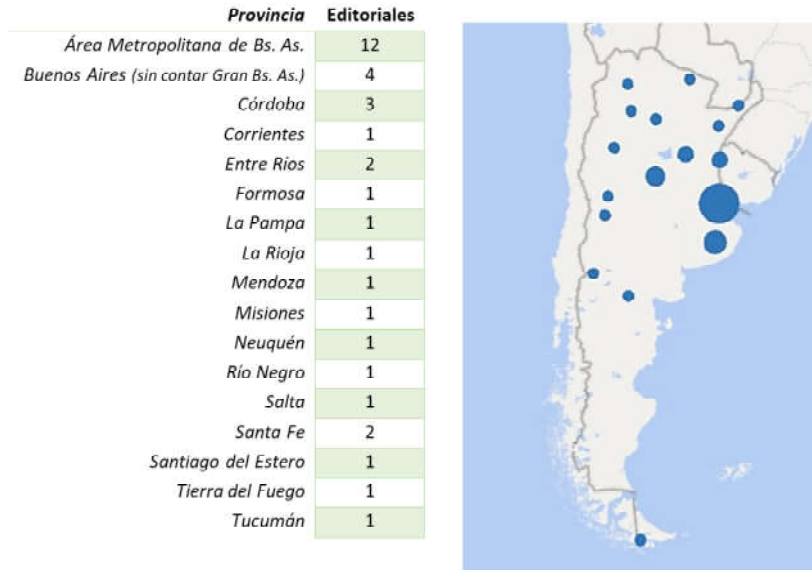 Provincia Editoriales
Área Metropolitana de Bs. As. 12
Buenos Aires (sin contar Gran Bs. As.) 4
Córdoba 3
Corrientes 1
Entre Ríos 2
Formosa 1
La Pampa 1
La Rioja 1
Mendoza 1
Misiones 1
Neuquén 1
Río Negro 1
Salta 1
Santa Fe 2
Santiago del Estero 1
Tierra del Fuego 1
Tucumán 1